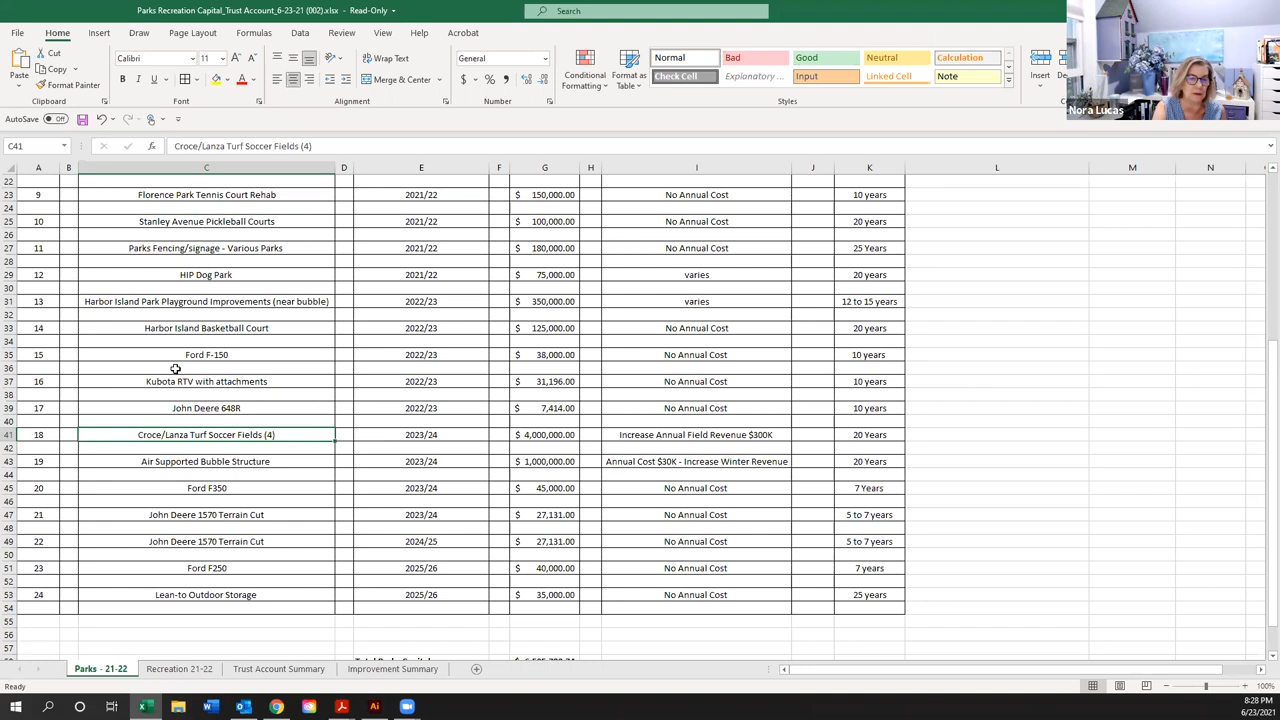 Parks Recreation Capital_Trust Account_6-23-21 (002).xlsx - Read-Only
Search
File Home Insert Draw Page Layout Formulas Data Review View Help Acrobat
Cut
Copy
Format Painter
Paste
Clipboard
Calibri 11
B I U
Font
Wrap Text
Merge & Center
Alignment
General
$ % ,
Number
Conditional Formatting
Format as Table
Normal Bad Good Neutral Calculation
Check Cell Explanatory ... Input Linked Cell Note
Styles
Insert
Nora Lucas
AutoSave Off
C41 fx Croce/Lanza Turf Soccer Fields (4)
A B C D E F G H I J K L M N
22
23 9 Florence Park Tennis Court Rehab 2021/22 $ 150,000.00 No Annual Cost 10 years
24
25 10 Stanley Avenue Pickleball Courts 2021/22 $ 100,000.00 No Annual Cost 20 years
26
27 11 Parks Fencing/signage - Various Parks 2021/22 $ 180,000.00 No Annual Cost 25 Years
28
29 12 HIP Dog Park 2021/22 $ 75,000.00 varies 20 years
30
31 13 Harbor Island Park Playground Improvements (near bubble) 2022/23 $ 350,000.00 varies 12 to 15 years
32
33 14 Harbor Island Basketball Court 2022/23 $ 125,000.00 No Annual Cost 20 years
34
35 15 Ford F-150 2022/23 $ 38,000.00 No Annual Cost 10 years
36
37 16 Kubota RTV with attachments 2022/23 $ 31,196.00 No Annual Cost 10 years
38
39 17 John Deere 648R 2022/23 $ 7,414.00 No Annual Cost 10 years
40
41 18 Croce/Lanza Turf Soccer Fields (4) 2023/24 $ 4,000,000.00 Increase Annual Field Revenue $300K 20 Years
42
43 19 Air Supported Bubble Structure 2023/24 $ 1,000,000.00 Annual Cost $30K - Increase Winter Revenue 20 Years
44
45 20 Ford F350 2023/24 $ 45,000.00 No Annual Cost 7 Years
46
47 21 John Deere 1570 Terrain Cut 2023/24 $ 27,131.00 No Annual Cost 5 to 7 years
48
49 22 John Deere 1570 Terrain Cut 2024/25 $ 27,131.00 No Annual Cost 5 to 7 years
50
51 23 Ford F250 2025/26 $ 40,000.00 No Annual Cost 7 years
52
53 24 Lean-to Outdoor Storage 2025/26 $ 35,000.00 No Annual Cost 25 years
54
55
56
57
Parks - 21-22 Recreation 21-22 Trust Account Summary Improvement Summary
Ready 100%
8:28 PM
6/23/2021